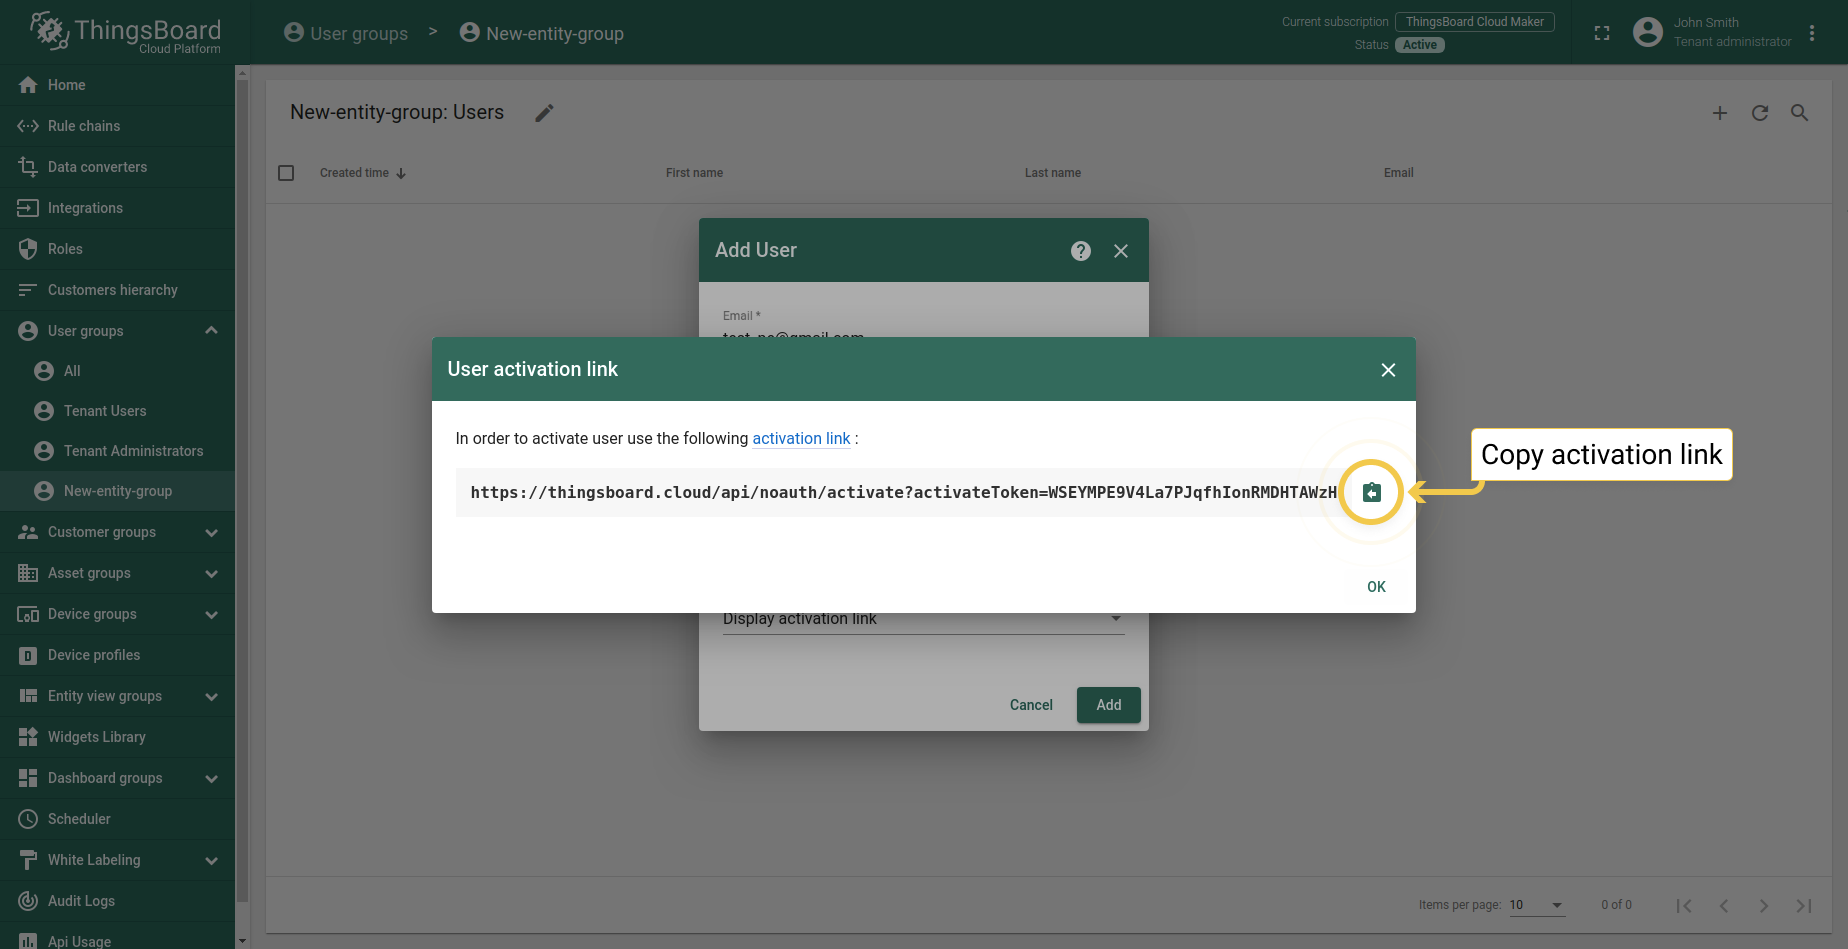 ThingsBoard
Cloud Platform
User groups > New-entity-group
Current subscription ThingsBoard Cloud Maker
Status Active
John Smith
Tenant administrator
Home
Rule chains
Data converters
Integrations
Roles
Customers hierarchy
User groups
All
Tenant Users
Tenant Administrators
New-entity-group
Customer groups
Asset groups
Device groups
Device profiles
Entity view groups
Widgets Library
Dashboard groups
Scheduler
White Labeling
Audit Logs
Api Usage
New-entity-group: Users
Created time First name Last name Email
Add User
Email *
User activation link
In order to activate user use the following activation link :
https://thingsboard.cloud/api/noauth/activate?activateToken=WSEYMPE9V4La7PJqfhIonRMDHTAWzH
Copy activation link
OK
Display activation link
Cancel Add
Items per page: 10 0 of 0